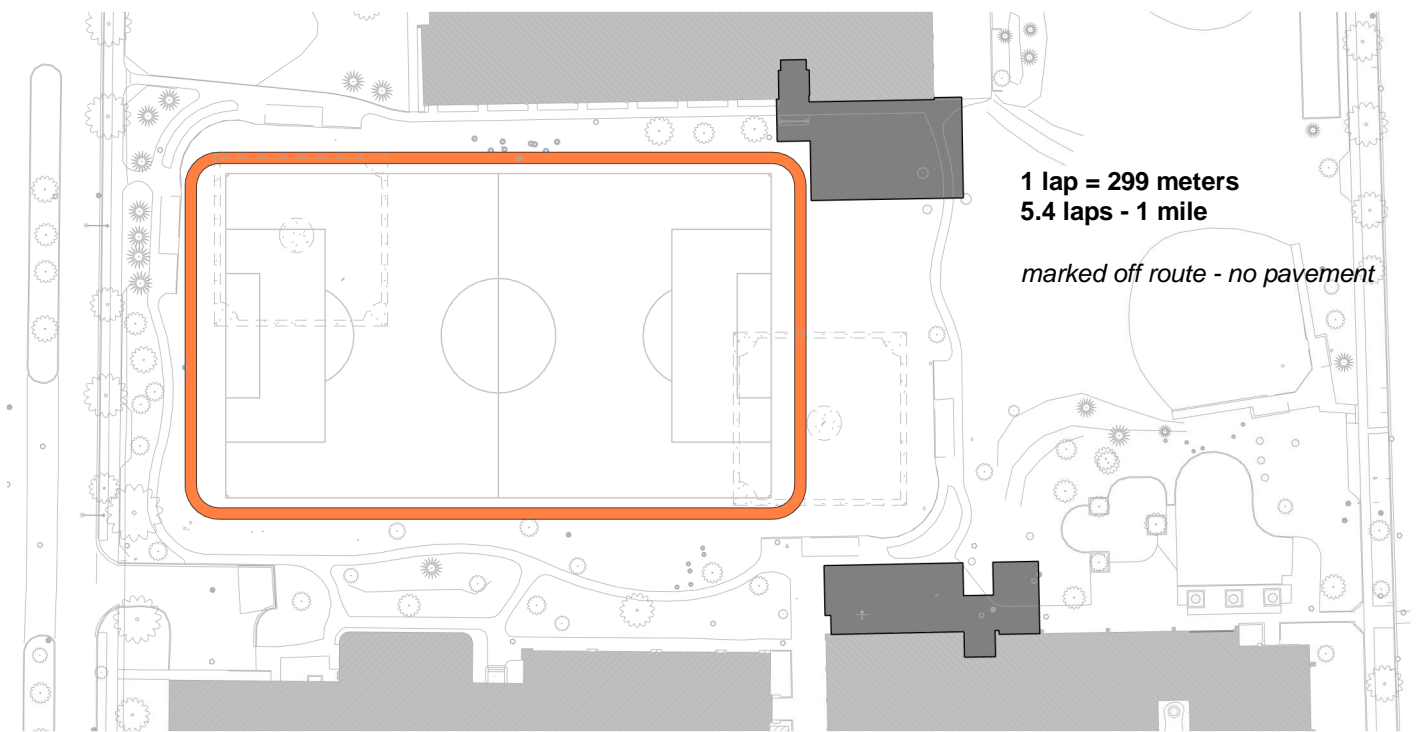 1 lap = 299 meters
5.4 laps - 1 mile
marked off route - no pavement